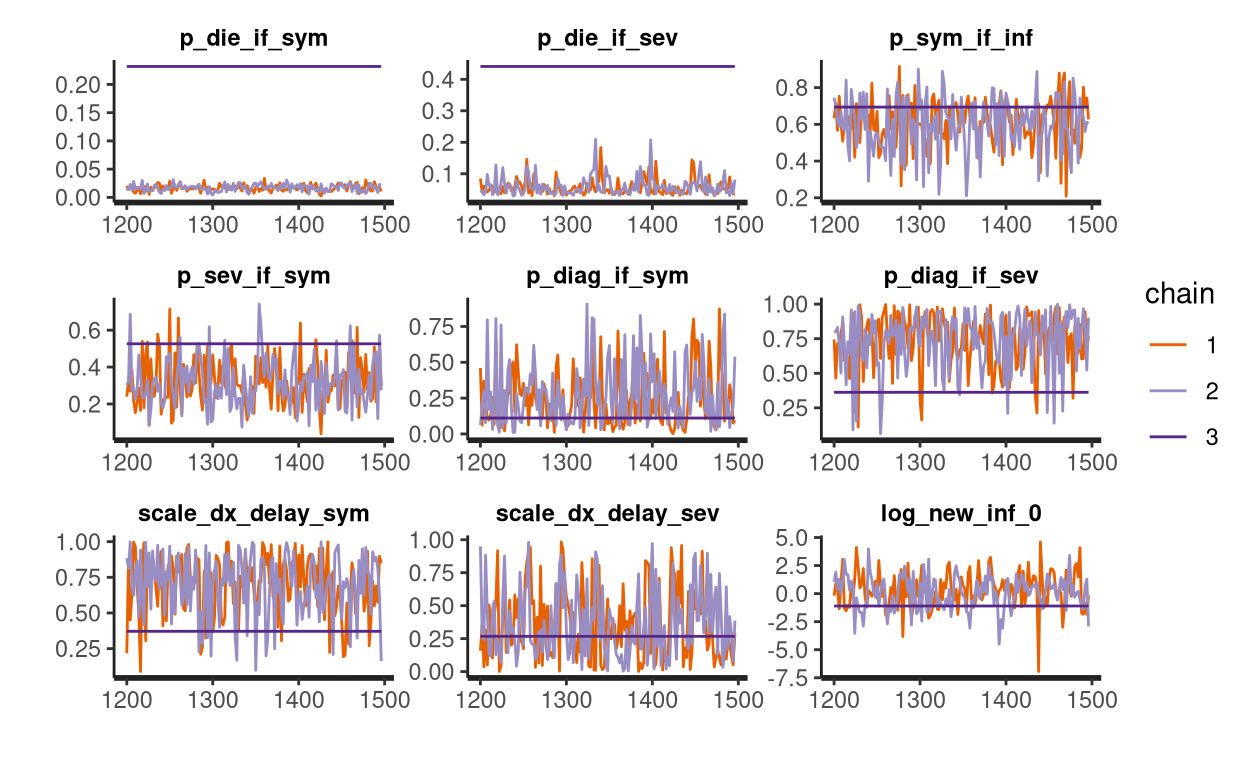 p_die_if_sym p_die_if_sev p_sym_if_inf
0.20 0.15 0.10 0.05 0.00
0.4 0.3 0.2 0.1
0.8 0.6 0.4 0.2
1200 1300 1400 1500 1200 1300 1400 1500 1200 1300 1400 1500
p_sev_if_sym p_diag_if_sym p_diag_if_sev
0.6 0.4 0.2
0.75 0.50 0.25 0.00
1.00 0.75 0.50 0.25
1200 1300 1400 1500 1200 1300 1400 1500 1200 1300 1400 1500
scale_dx_delay_sym scale_dx_delay_sev log_new_inf_0
1.00 0.75 0.50 0.25
1.00 0.75 0.50 0.25 0.00
5.0 2.5 0.0 -2.5 -5.0 -7.5
1200 1300 1400 1500 1200 1300 1400 1500 1200 1300 1400 1500
chain
1
2
3